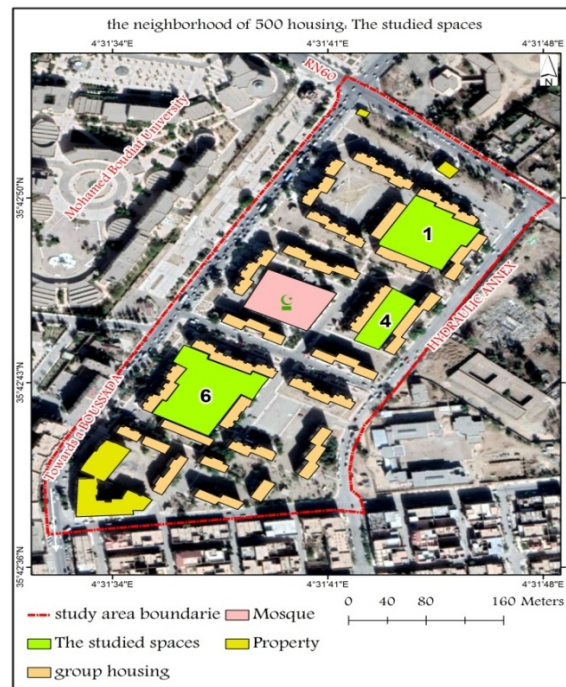 the neighborhood of 500 housing: The studied spaces
4°31'34"E 4°31'41"E 4°31'48"E
N
RN60
Mohamed Boudiaf University
35°42'50"N
1
4
HYDRAULIC ANNEX
35°42'43"N
6
Towards a BOUSSADA
35°42'36"N
4°31'34"E 4°31'41"E 4°31'48"E
study area boundarie
Mosque
The studied spaces
Property
group housing
0 40 80 160 Meters